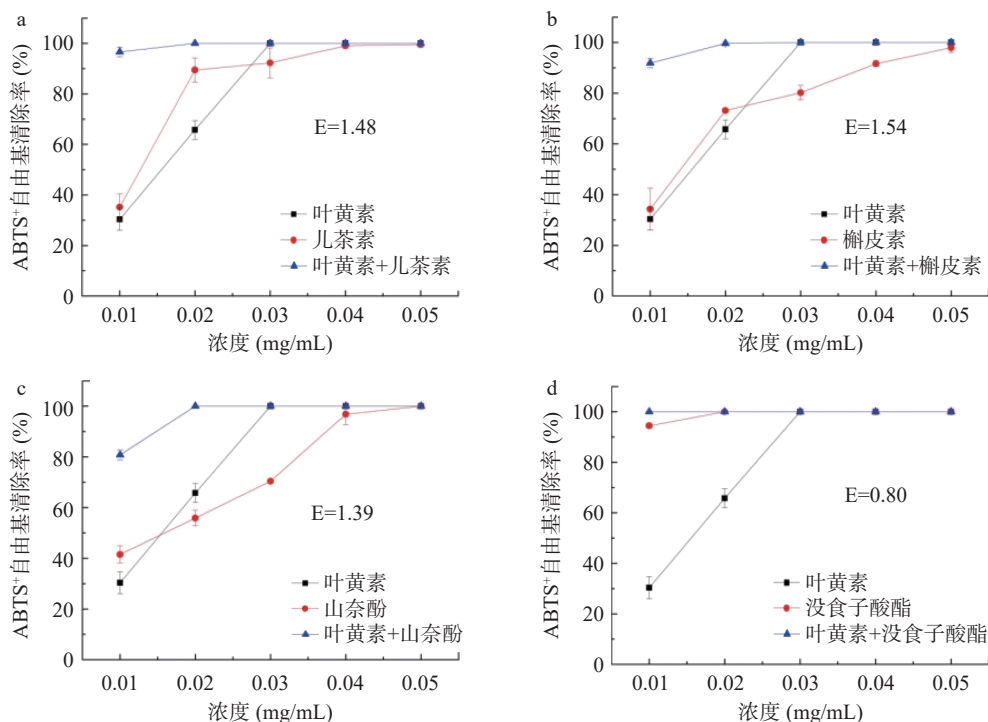 a
ABTS⁺自由基清除率 (%)
100
80
60
40
20
0
E=1.48
叶黄素
儿茶素
叶黄素+儿茶素
0.01 0.02 0.03 0.04 0.05
浓度 (mg/mL)
b
ABTS⁺自由基清除率 (%)
100
80
60
40
20
0
E=1.54
叶黄素
槲皮素
叶黄素+槲皮素
0.01 0.02 0.03 0.04 0.05
浓度 (mg/mL)
c
ABTS⁺自由基清除率 (%)
100
80
60
40
20
0
E=1.39
叶黄素
山奈酚
叶黄素+山奈酚
0.01 0.02 0.03 0.04 0.05
浓度 (mg/mL)
d
ABTS⁺自由基清除率 (%)
100
80
60
40
20
0
E=0.80
叶黄素
没食子酸酯
叶黄素+没食子酸酯
0.01 0.02 0.03 0.04 0.05
浓度 (mg/mL)